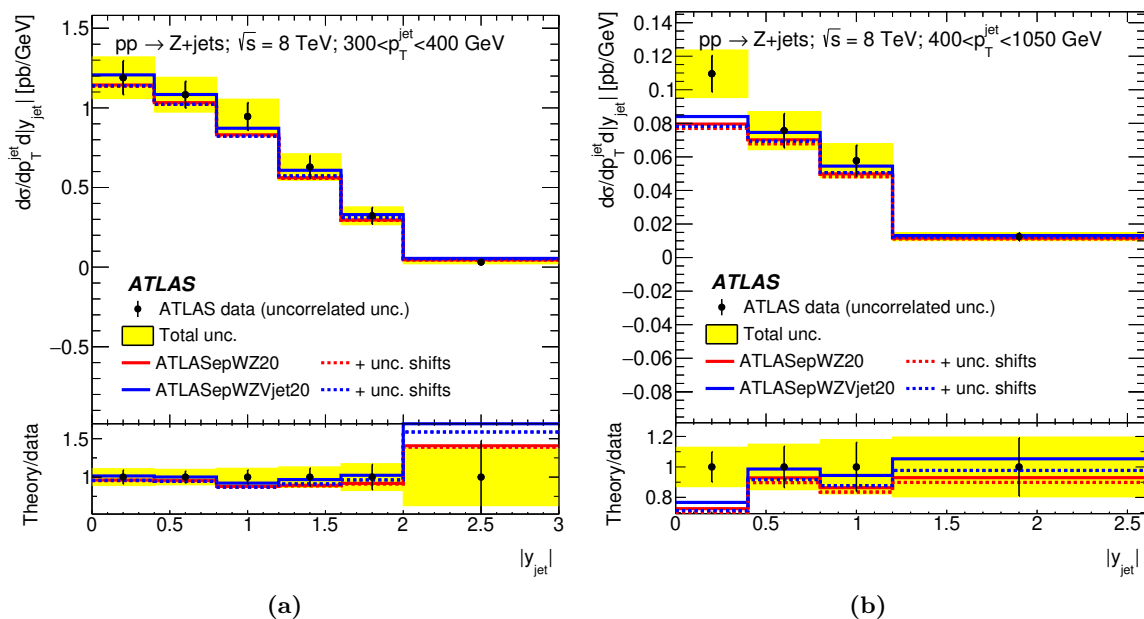 pp → Z+jets; √s = 8 TeV; 300<p_T^jet<400 GeV
dσ/dp_T^jet d|y_jet| [pb/GeV]
1.5
1
0.5
0
−0.5
ATLAS
ATLAS data (uncorrelated unc.)
Total unc.
ATLASepWZ20 + unc. shifts
ATLASepWZVjet20 + unc. shifts
Theory/data
1.5
1
0 0.5 1 1.5 2 2.5 3
|y_jet|
(a)
pp → Z+jets; √s = 8 TeV; 400<p_T^jet<1050 GeV
dσ/dp_T^jet d|y_jet| [pb/GeV]
0.14
0.12
0.1
0.08
0.06
0.04
0.02
0
−0.02
−0.04
−0.06
−0.08
ATLAS
ATLAS data (uncorrelated unc.)
Total unc.
ATLASepWZ20 + unc. shifts
ATLASepWZVjet20 + unc. shifts
Theory/data
1.2
1.0
0.8
0 0.5 1 1.5 2 2.5
|y_jet|
(b)